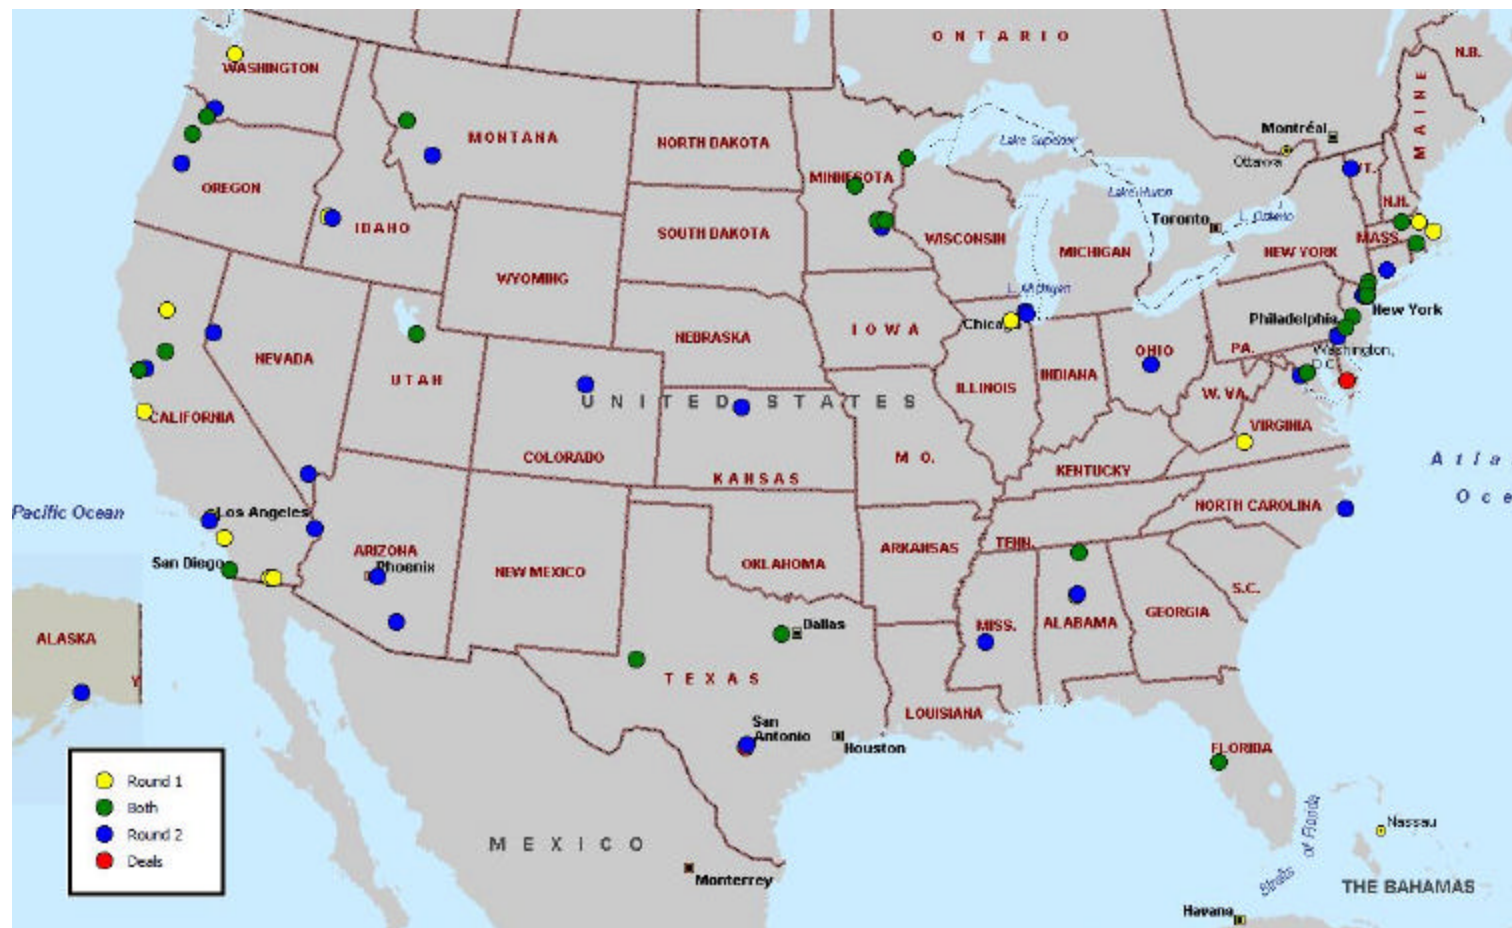 ONTARIO
N.B.
WASHINGTON
MAINE
Montréal
Ottawa
MONTANA
NORTH DAKOTA
Lake Superior
MINNESOTA
VT.
OREGON
IDAHO
SOUTH DAKOTA
WISCONSIN
Lake Huron
Toronto
L. Ontario
N.H.
MICHIGAN
NEW YORK
MASS.
WYOMING
L. Michigan
NEBRASKA
IOWA
Chicago
Philadelphia
New York
NEVADA
UTAH
OHIO
PA.
Washington,
D.C.
ILLINOIS
INDIANA
W. VA.
UNITED STATES
CALIFORNIA
VIRGINIA
COLORADO
KANSAS
MO.
KENTUCKY
Atla
Oce
Pacific Ocean
Los Angeles
NORTH CAROLINA
San Diego
ARIZONA
Phoenix
NEW MEXICO
OKLAHOMA
ARKANSAS
TENN.
S.C.
ALASKA
Y
Dallas
MISS.
ALABAMA
GEORGIA
TEXAS
LOUISIANA
San
Antonio
Houston
FLORIDA
Round 1
Both
Round 2
Deals
MEXICO
Monterrey
Straits of Florida
Nassau
THE BAHAMAS
Havana